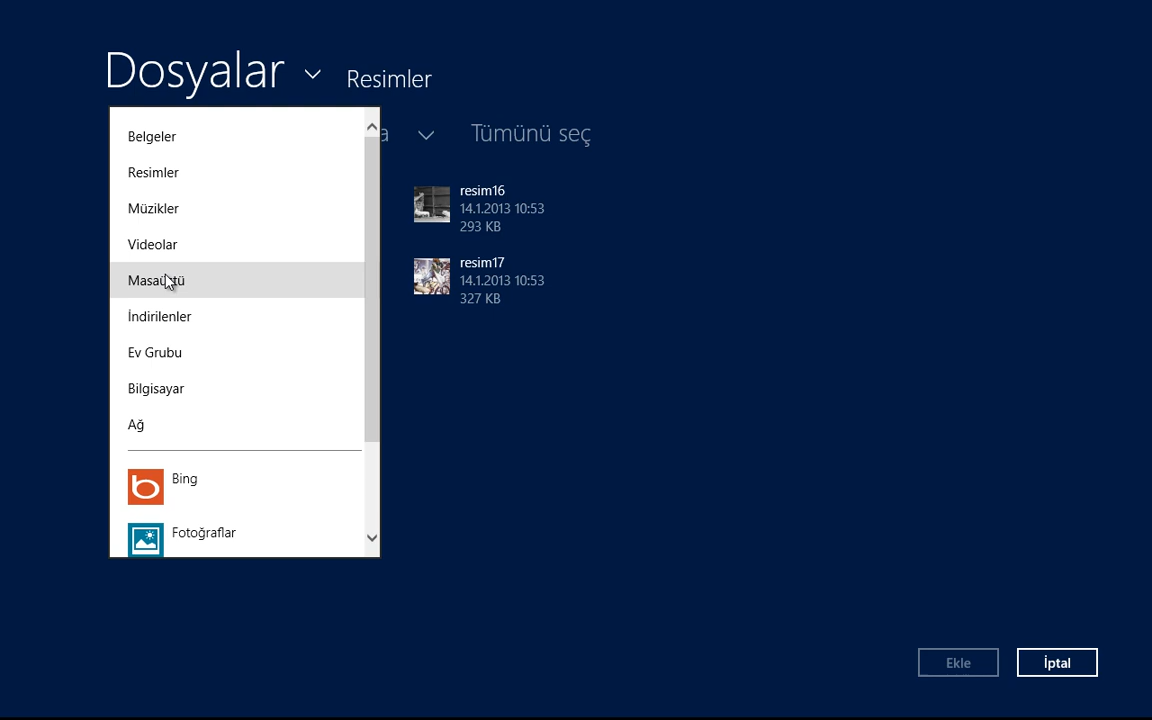 Dosyalar Resimler
Tümünü seç
Belgeler
Resimler
Müzikler
Videolar
Masaüstü
İndirilenler
Ev Grubu
Bilgisayar
Ağ
Bing
Fotoğraflar
resim16
14.1.2013 10:53
293 KB
resim17
14.1.2013 10:53
327 KB
Ekle İptal